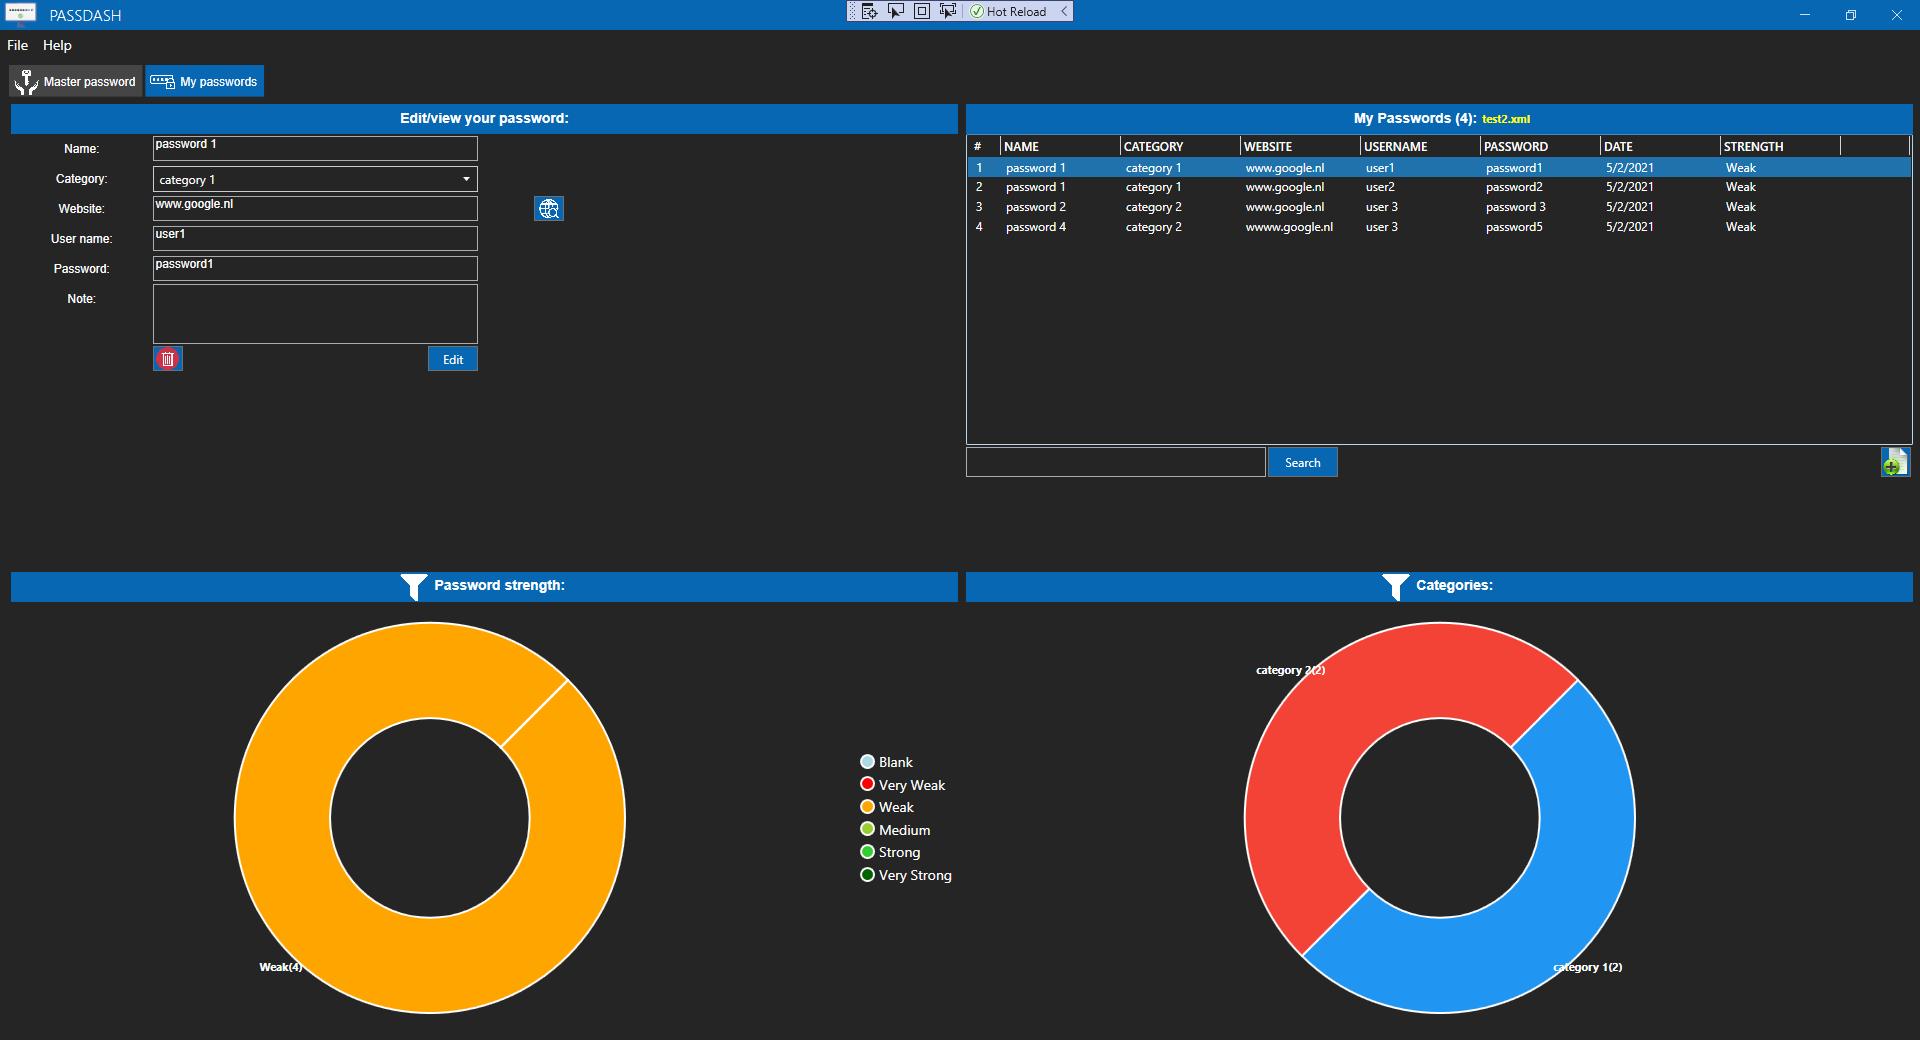 PASSDASH
Hot Reload
File Help
Master password
My passwords
Edit/view your password:
Name: password 1
Category: category 1
Website: www.google.nl
User name: user1
Password: password1
Note:
Edit
My Passwords (4): test2.xml
# NAME CATEGORY WEBSITE USERNAME PASSWORD DATE STRENGTH
1 password 1 category 1 www.google.nl user1 password1 5/2/2021 Weak
2 password 1 category 1 www.google.nl user2 password2 5/2/2021 Weak
3 password 2 category 2 www.google.nl user 3 password 3 5/2/2021 Weak
4 password 4 category 2 wwww.google.nl user 3 password5 5/2/2021 Weak
Search
Password strength:
Weak(4)
Blank
Very Weak
Weak
Medium
Strong
Very Strong
Categories:
category 2(2)
category 1(2)